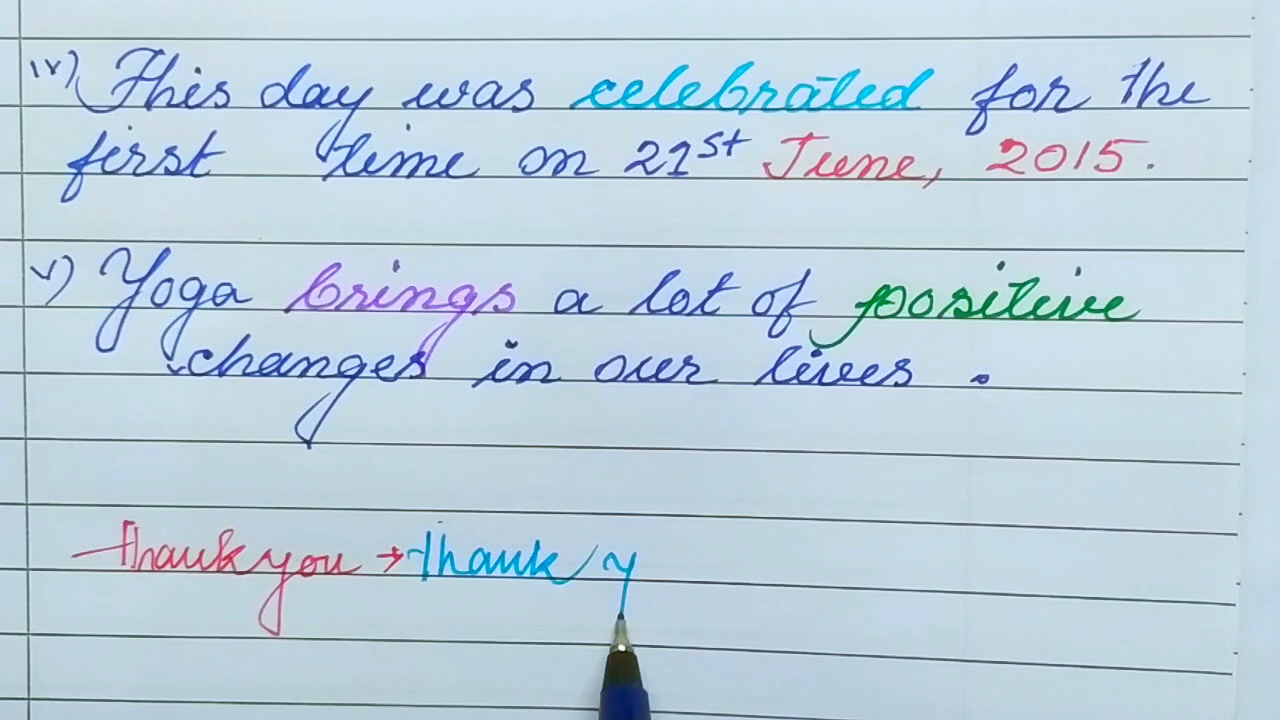 iv) This day was celebrated for the
first time on 21st June, 2015.
v) Yoga brings a lot of positive
changes in our lives.
Thank you → Thank y